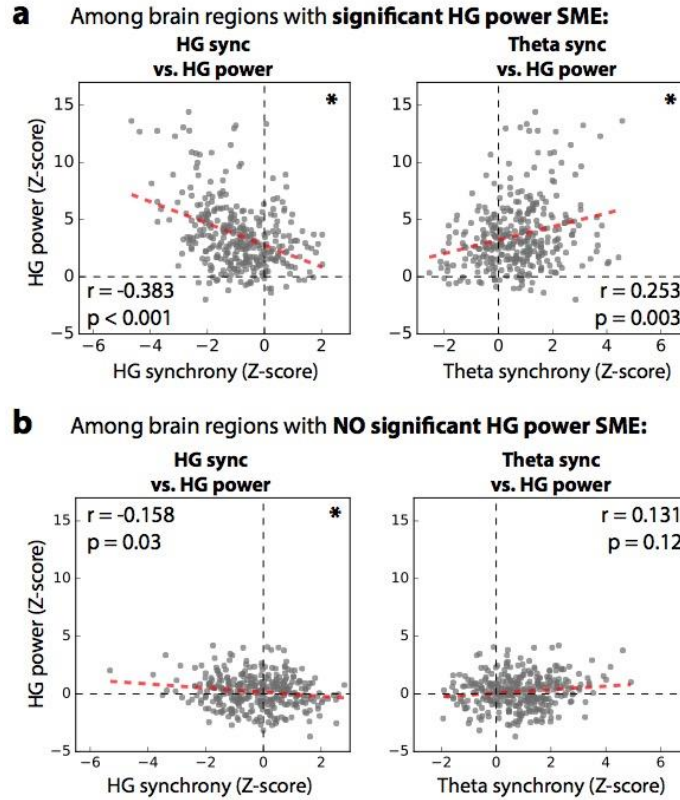 a Among brain regions with significant HG power SME:
HG sync
vs. HG power
Theta sync
vs. HG power
*
*
15
10
5
0
−5
HG power (Z-score)
r = -0.383
p < 0.001
−6 −4 −2 0 2
HG synchrony (Z-score)
15
10
5
0
−5
r = 0.253
p = 0.003
−2 0 2 4 6
Theta synchrony (Z-score)
b Among brain regions with NO significant HG power SME:
HG sync
vs. HG power
Theta sync
vs. HG power
r = -0.158
p = 0.03
*
15
10
5
0
−5
HG power (Z-score)
−6 −4 −2 0 2
HG synchrony (Z-score)
r = 0.131
p = 0.12
15
10
5
0
−5
−2 0 2 4 6
Theta synchrony (Z-score)